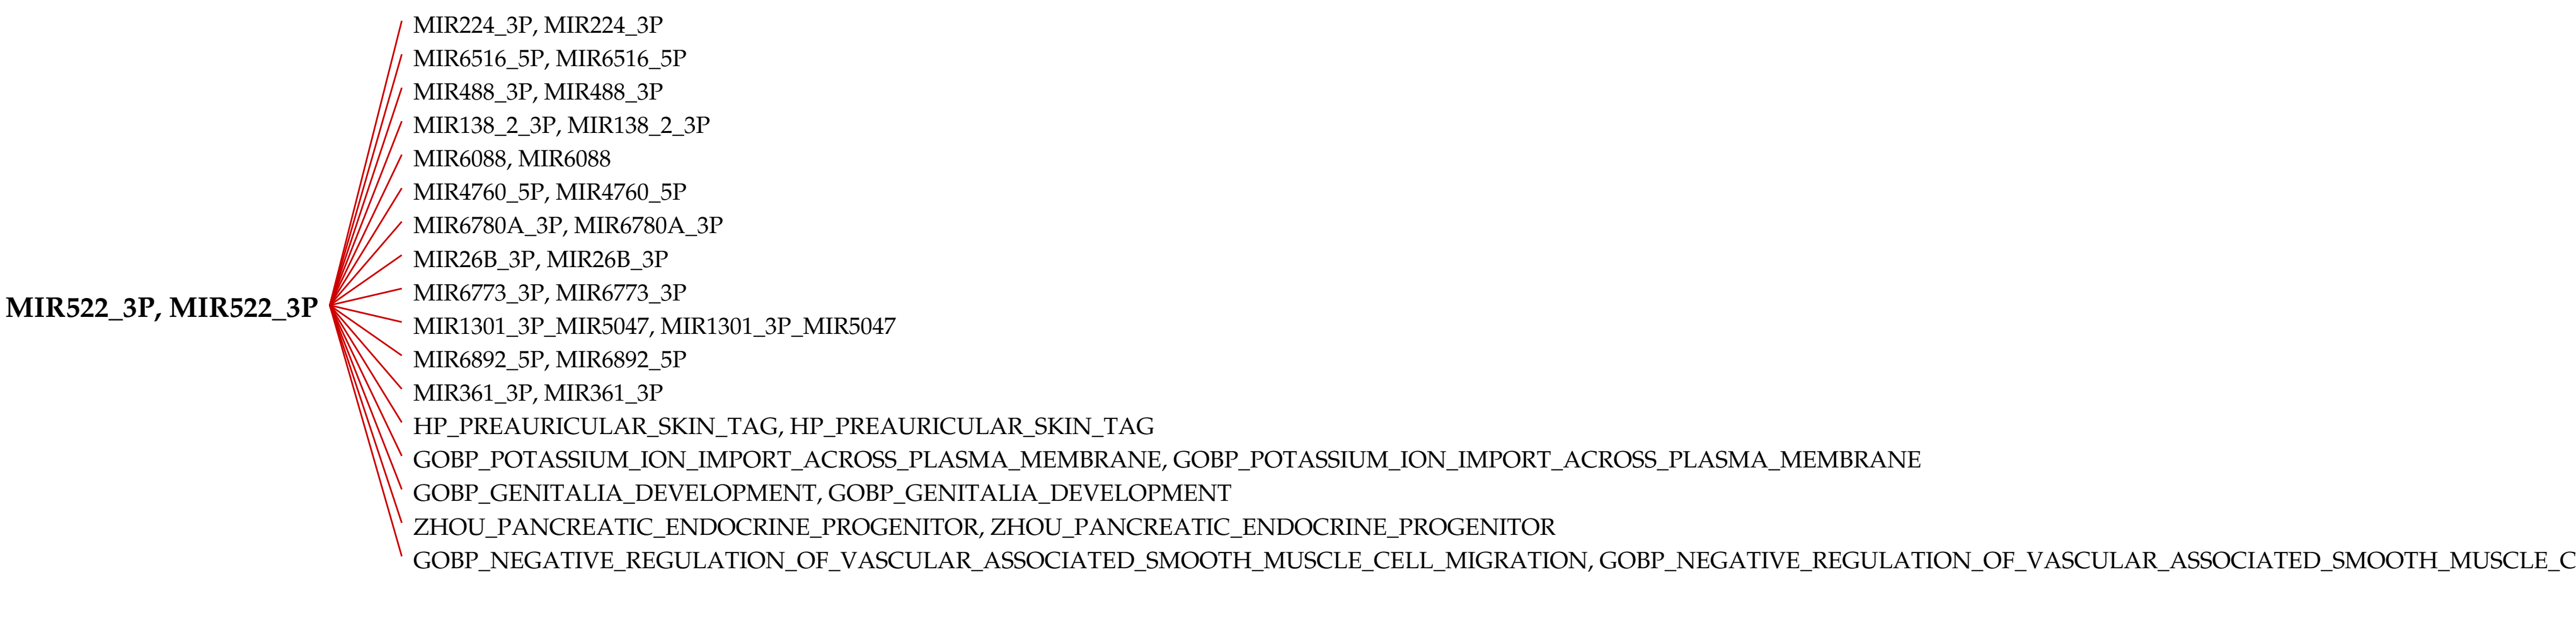 MIR224_3P, MIR224_3P
MIR6516_5P, MIR6516_5P
MIR488_3P, MIR488_3P
MIR138_2_3P, MIR138_2_3P
MIR6088, MIR6088
MIR4760_5P, MIR4760_5P
MIR6780A_3P, MIR6780A_3P
MIR26B_3P, MIR26B_3P
MIR6773_3P, MIR6773_3P
MIR522_3P, MIR522_3P
MIR1301_3P_MIR5047, MIR1301_3P_MIR5047
MIR6892_5P, MIR6892_5P
MIR361_3P, MIR361_3P
HP_PREAURICULAR_SKIN_TAG, HP_PREAURICULAR_SKIN_TAG
GOBP_POTASSIUM_ION_IMPORT_ACROSS_PLASMA_MEMBRANE, GOBP_POTASSIUM_ION_IMPORT_ACROSS_PLASMA_MEMBRANE
GOBP_GENITALIA_DEVELOPMENT, GOBP_GENITALIA_DEVELOPMENT
ZHOU_PANCREATIC_ENDOCRINE_PROGENITOR, ZHOU_PANCREATIC_ENDOCRINE_PROGENITOR
GOBP_NEGATIVE_REGULATION_OF_VASCULAR_ASSOCIATED_SMOOTH_MUSCLE_CELL_MIGRATION, GOBP_NEGATIVE_REGULATION_OF_VASCULAR_ASSOCIATED_SMOOTH_MUSCLE_C